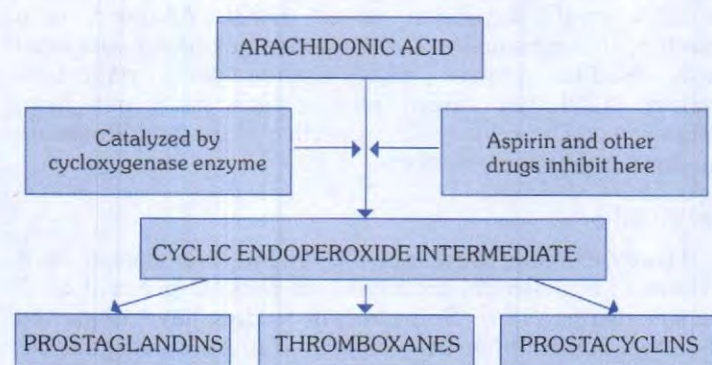 ARACHIDONIC ACID
Catalyzed by
cycloxygenase enzyme
Aspirin and other
drugs inhibit here
CYCLIC ENDOPEROXIDE INTERMEDIATE
PROSTAGLANDINS
THROMBOXANES
PROSTACYCLINS